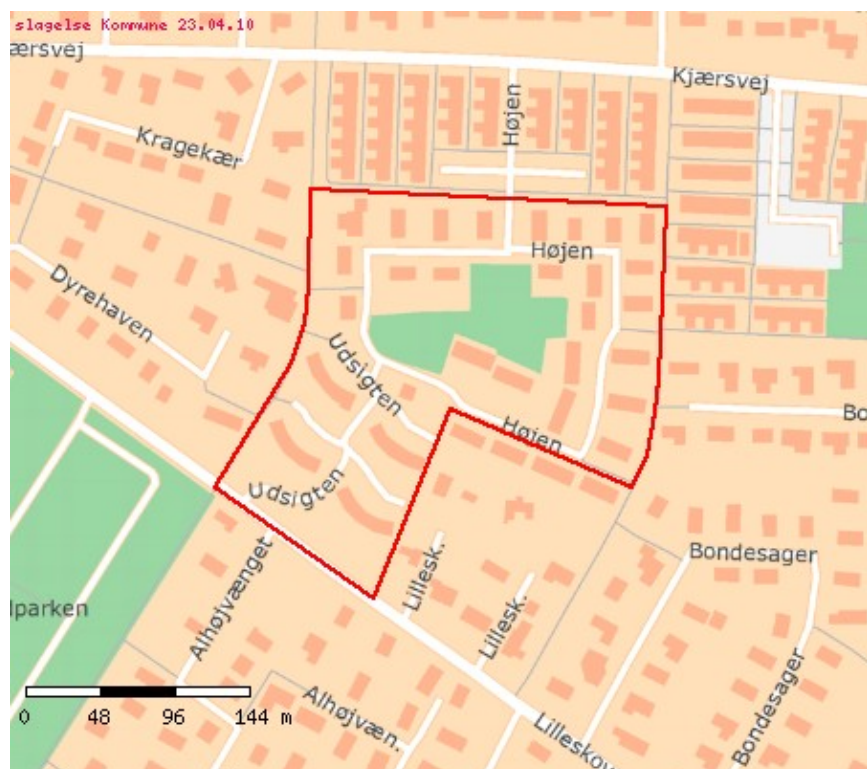 slagelse Kommune 23.04.10
ærsvej
Kjærsvej
Højen
Kragekær
Højen
Dyrehaven
Udsigten
Bo
Højen
Udsigten
Bondesager
Alhøjvænget
Lillesk.
lparken
Lillesk.
Bondesager
Alhøjvæn.
Lilleskov
0 48 96 144 m